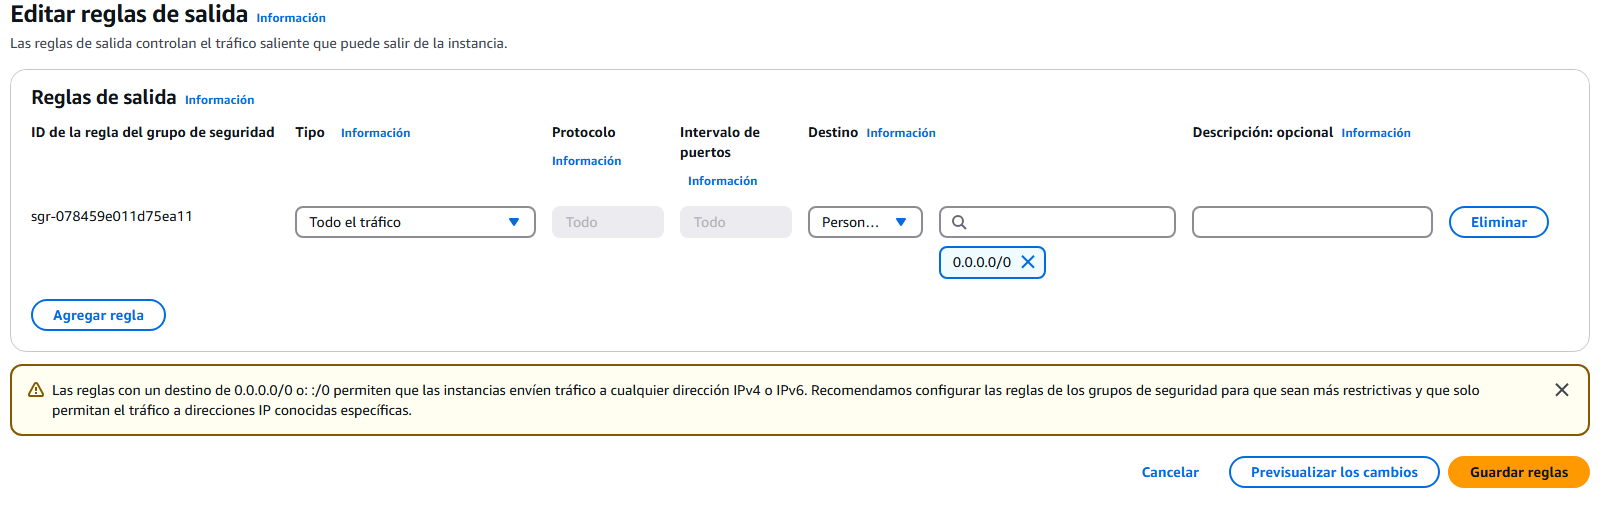 Editar reglas de salida Información
Las reglas de salida controlan el tráfico saliente que puede salir de la instancia.
Reglas de salida Información
ID de la regla del grupo de seguridad Tipo Información Protocolo Información Intervalo de puertos Información Destino Información Descripción: opcional Información
sgr-078459e011d75ea11 Todo el tráfico Todo Todo Person... Eliminar
0.0.0.0/0
Agregar regla
Las reglas con un destino de 0.0.0.0/0 o: :/0 permiten que las instancias envíen tráfico a cualquier dirección IPv4 o IPv6. Recomendamos configurar las reglas de los grupos de seguridad para que sean más restrictivas y que solo
permitan el tráfico a direcciones IP conocidas específicas.
Cancelar Previsualizar los cambios Guardar reglas